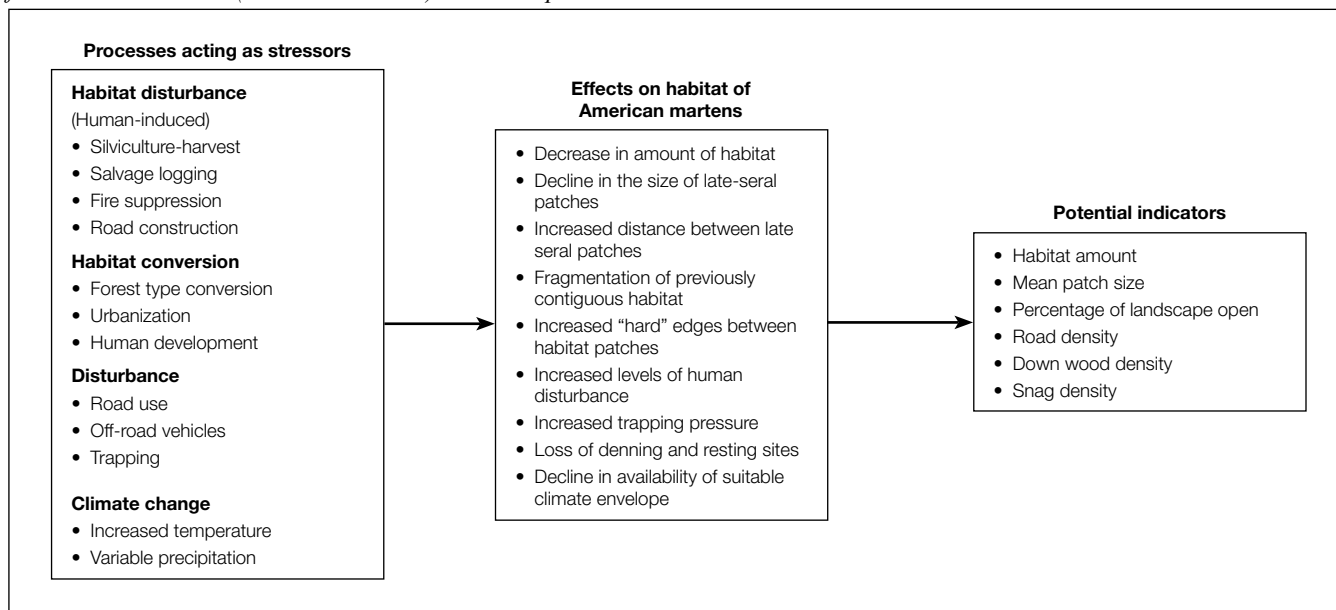 Processes acting as stressors
Habitat disturbance
(Human-induced)
• Silviculture-harvest
• Salvage logging
• Fire suppression
• Road construction
Habitat conversion
• Forest type conversion
• Urbanization
• Human development
Disturbance
• Road use
• Off-road vehicles
• Trapping
Climate change
• Increased temperature
• Variable precipitation
Effects on habitat of
American martens
• Decrease in amount of habitat
• Decline in the size of late-seral
patches
• Increased distance between late
seral patches
• Fragmentation of previously
contiguous habitat
• Increased “hard” edges between
habitat patches
• Increased levels of human
disturbance
• Increased trapping pressure
• Loss of denning and resting sites
• Decline in availability of suitable
climate envelope
Potential indicators
• Habitat amount
• Mean patch size
• Percentage of landscape open
• Road density
• Down wood density
• Snag density